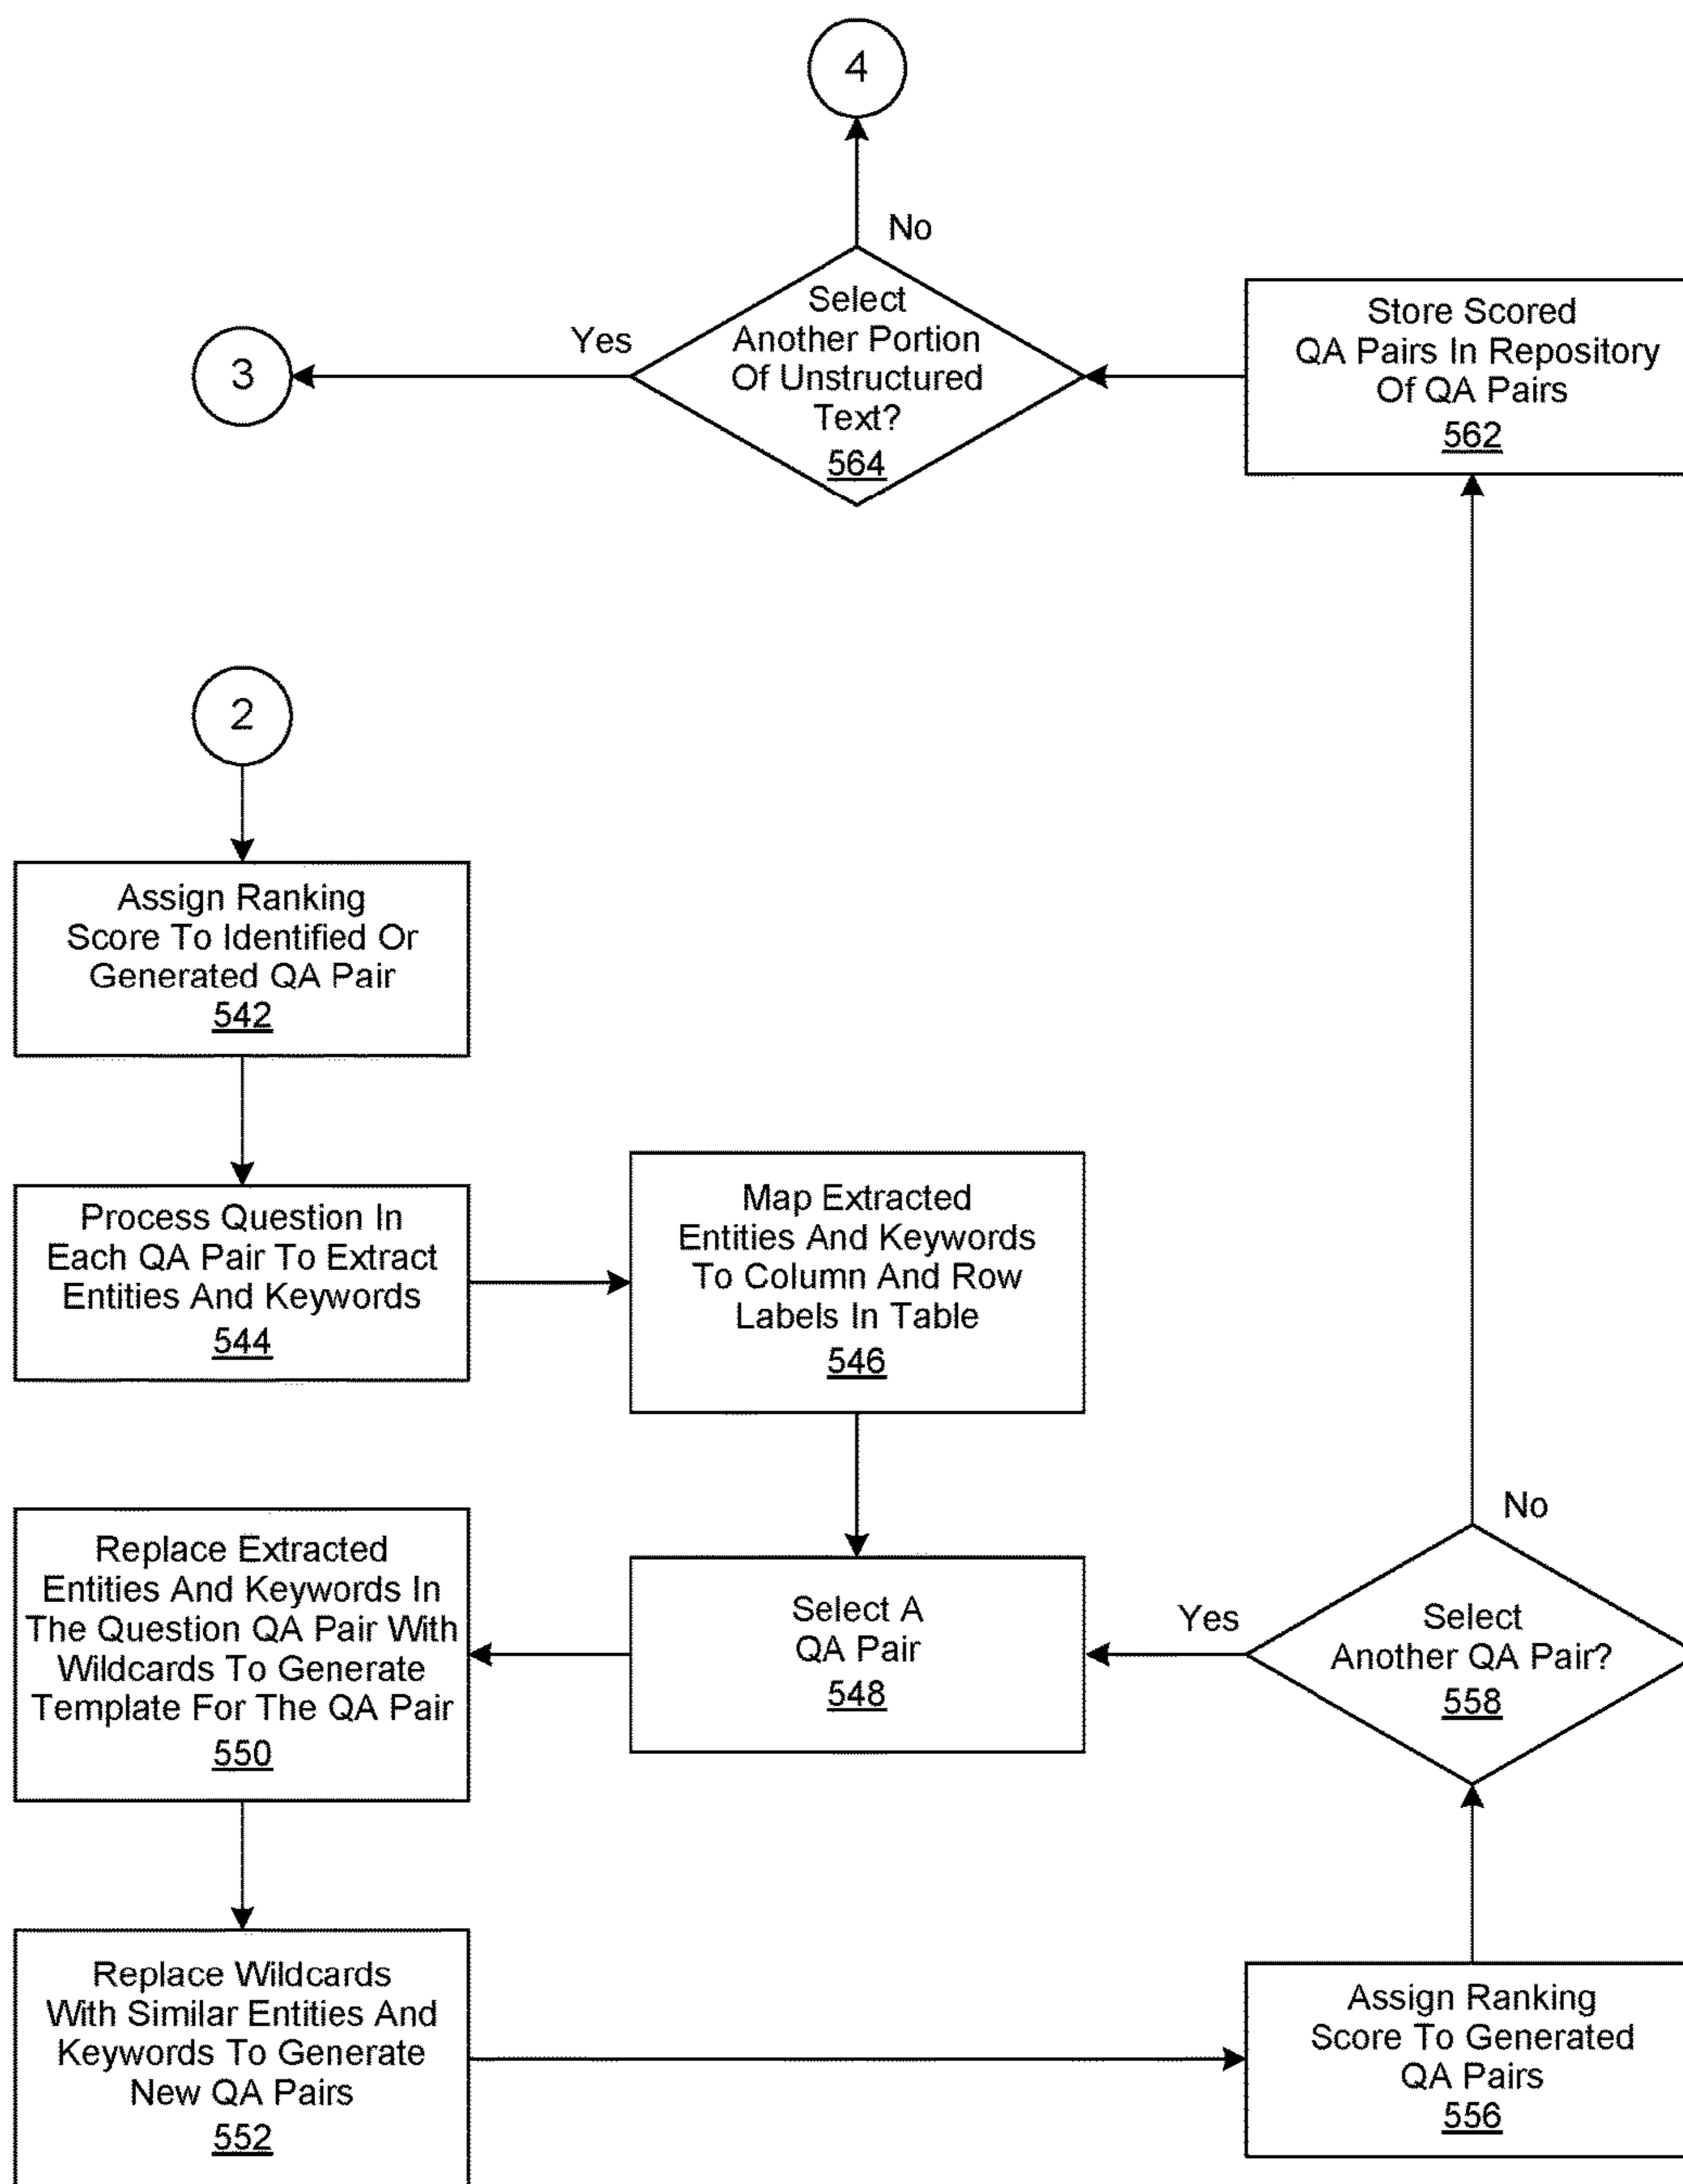 4
No
Select
Another Portion
Of Unstructured
Text?
564
Yes
3
Store Scored
QA Pairs In Repository
Of QA Pairs
562
2
Assign Ranking
Score To Identified Or
Generated QA Pair
542
Process Question In
Each QA Pair To Extract
Entities And Keywords
544
Map Extracted
Entities And Keywords
To Column And Row
Labels In Table
546
Replace Extracted
Entities And Keywords In
The Question QA Pair With
Wildcards To Generate
Template For The QA Pair
550
Select A
QA Pair
548
Yes
No
Select
Another QA Pair?
558
Replace Wildcards
With Similar Entities And
Keywords To Generate
New QA Pairs
552
Assign Ranking
Score To Generated
QA Pairs
556